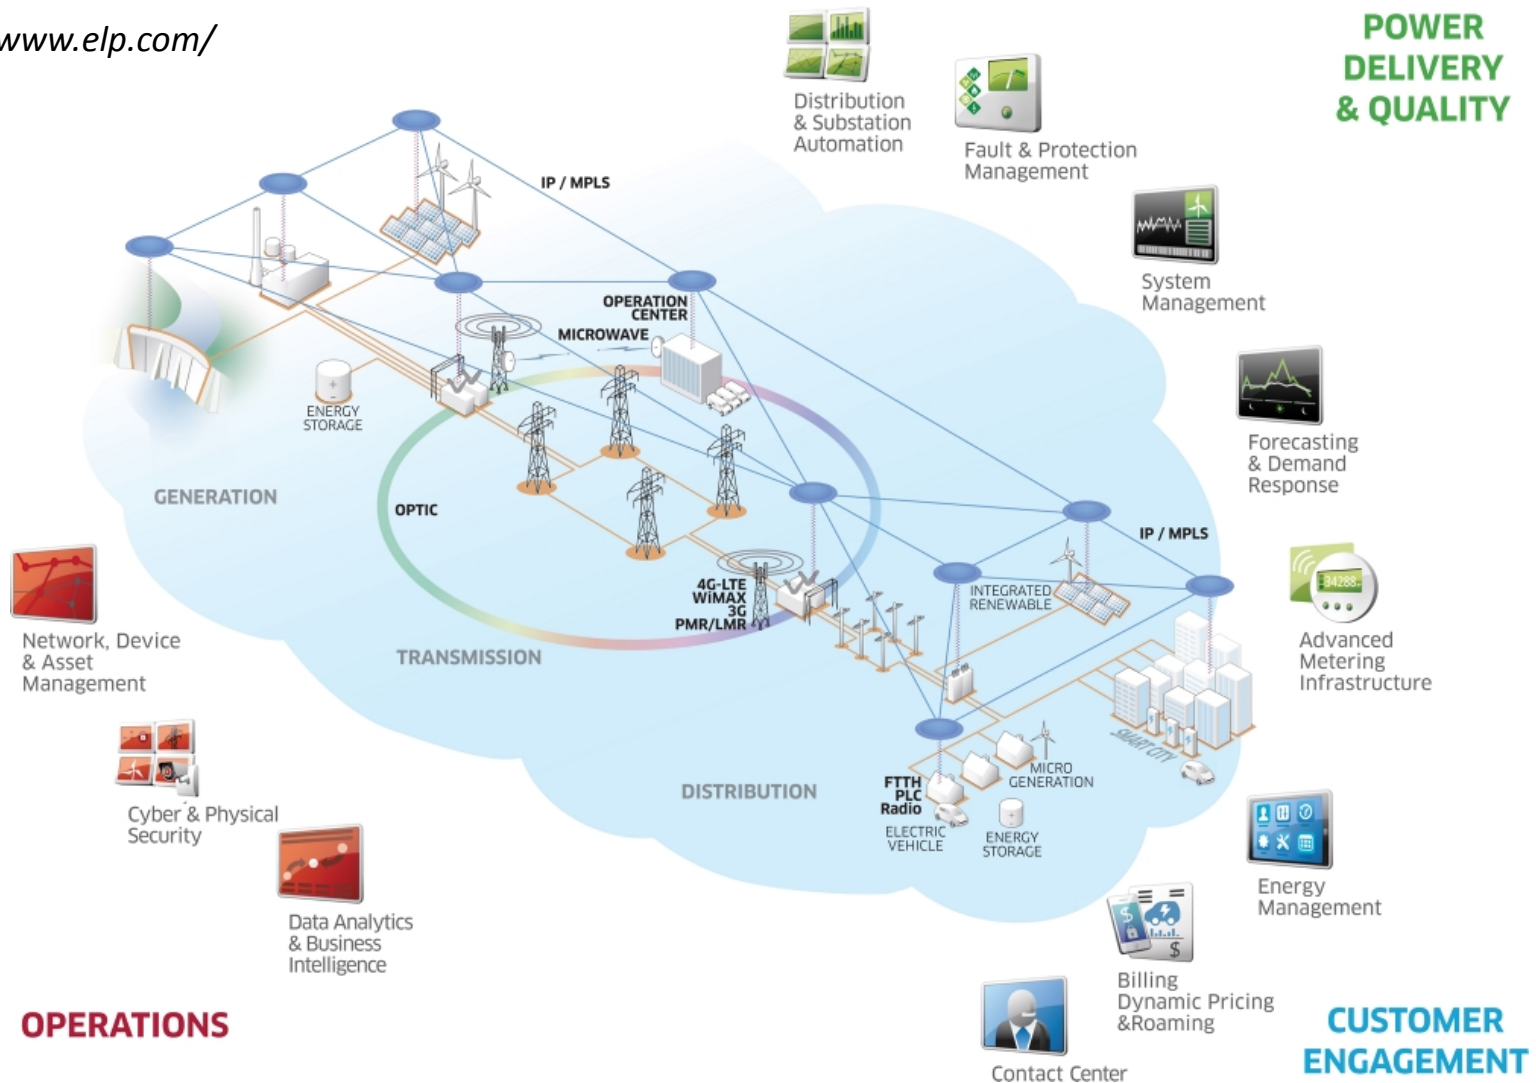 www.elp.com/
POWER
DELIVERY
& QUALITY
Distribution
& Substation
Automation
Fault & Protection
Management
IP / MPLS
System
Management
OPERATION
CENTER
MICROWAVE
ENERGY
STORAGE
Forecasting
& Demand
Response
GENERATION
OPTIC
IP / MPLS
4G-LTE
WiMAX
3G
PMR/LMR
INTEGRATED
RENEWABLE
34288
Advanced
Metering
Infrastructure
Network, Device
& Asset
Management
TRANSMISSION
SMART CITY
MICRO
GENERATION
DISTRIBUTION
FTTH
PLC
Radio
ELECTRIC
VEHICLE
ENERGY
STORAGE
Cyber & Physical
Security
Energy
Management
Data Analytics
& Business
Intelligence
$
$
Billing
Dynamic Pricing
&Roaming
OPERATIONS
CUSTOMER
ENGAGEMENT
Contact Center